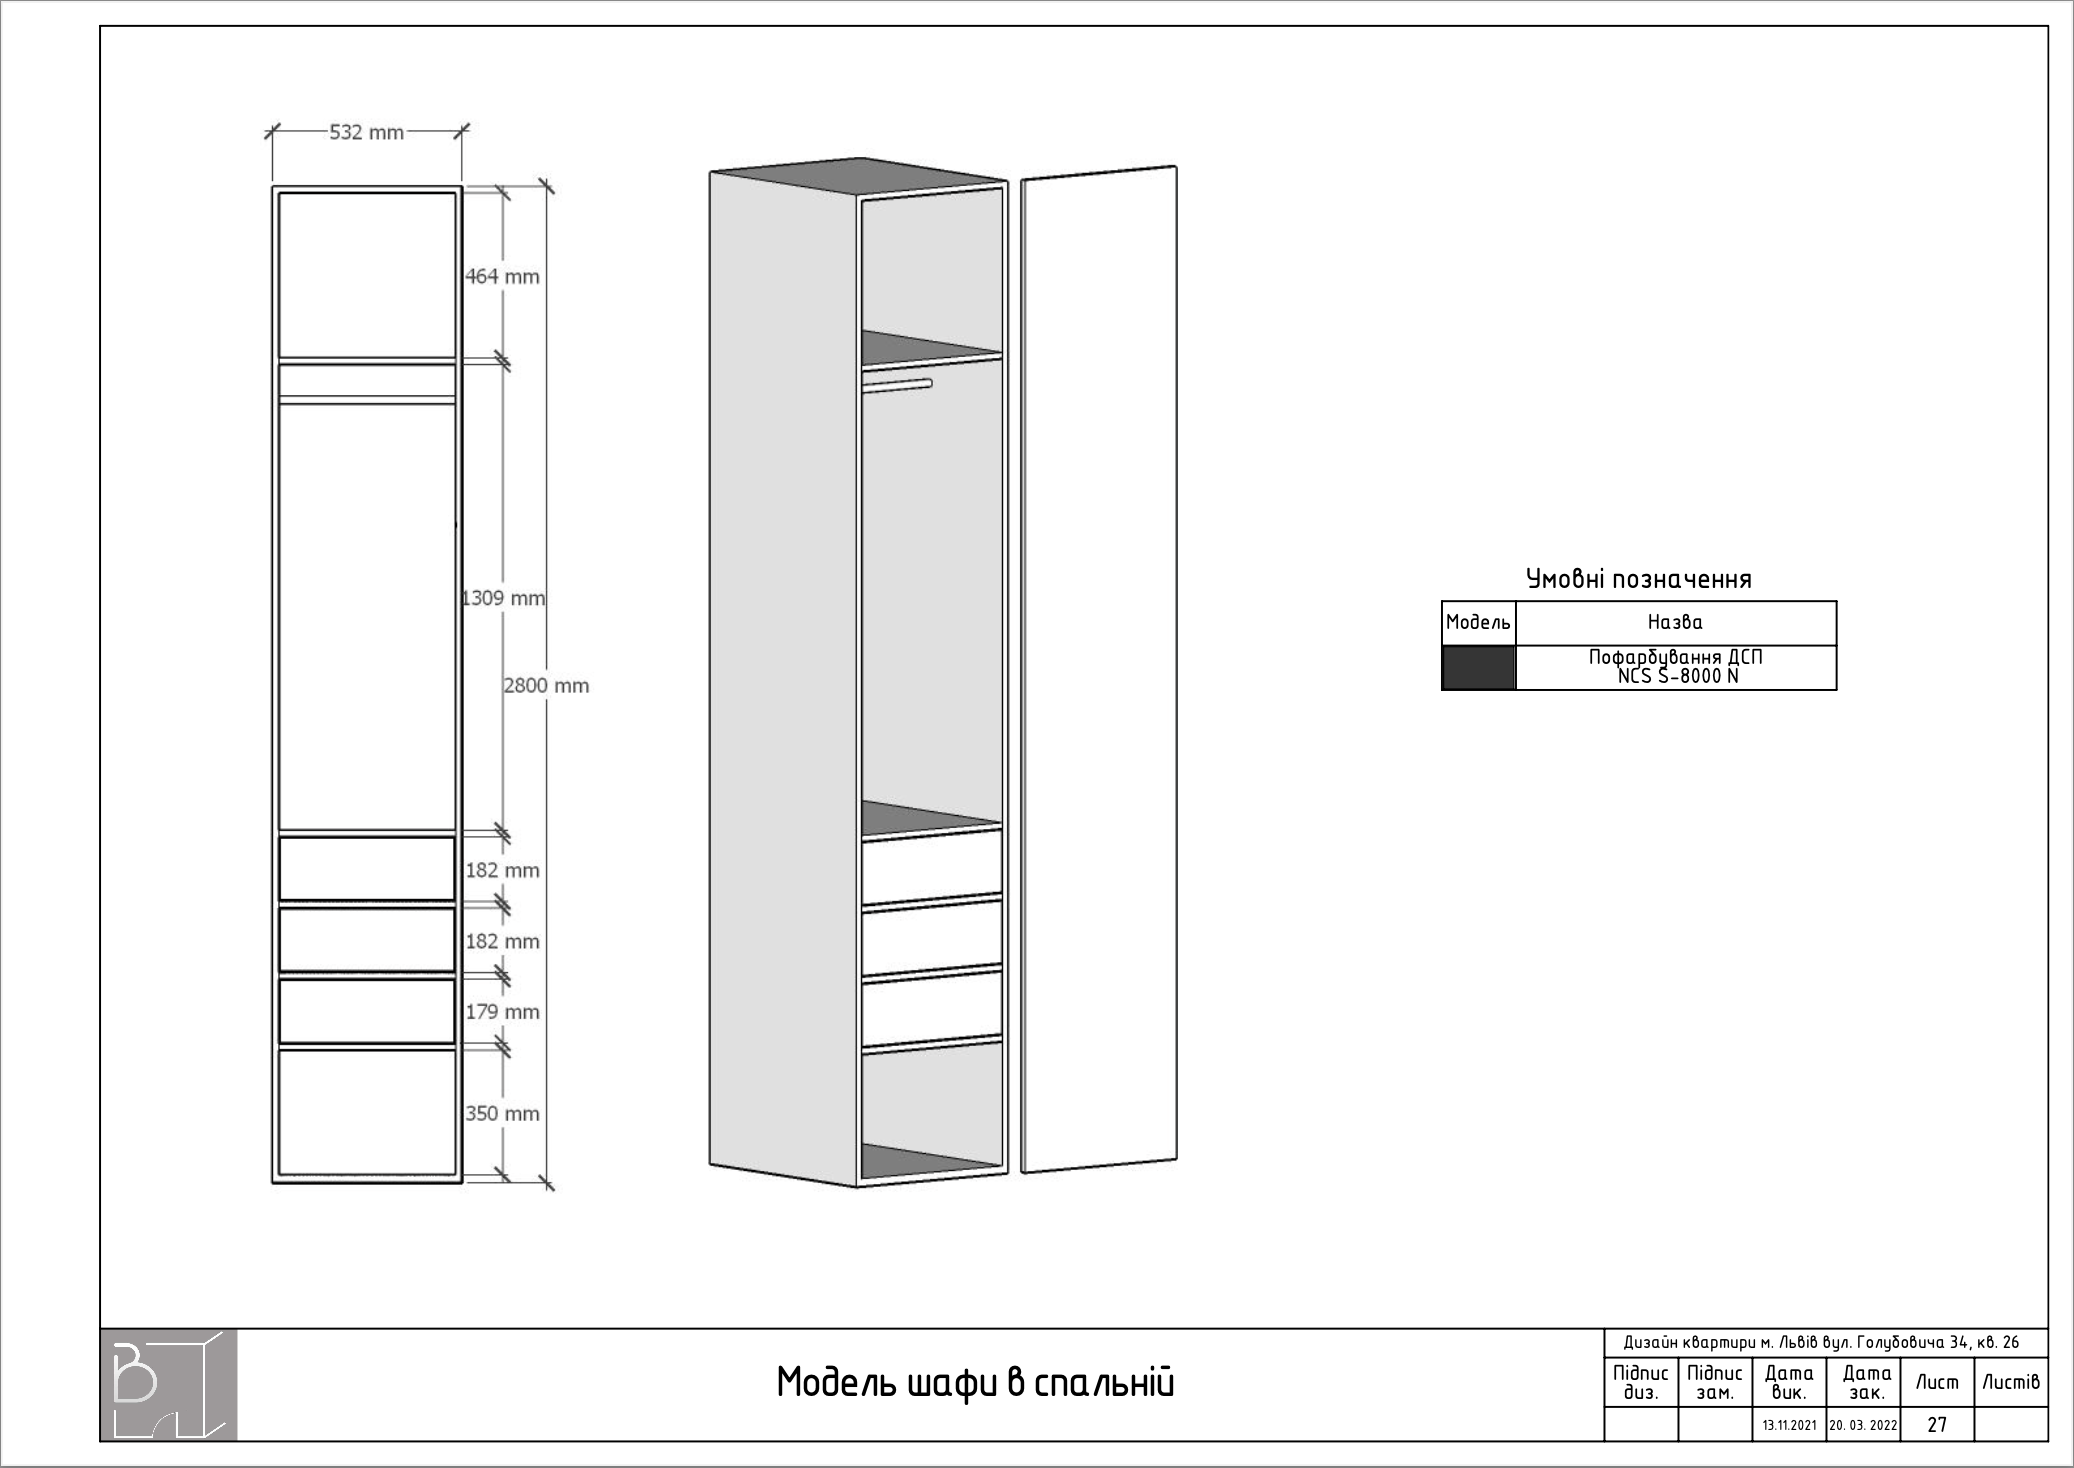 532 mm
464 mm
1309 mm
2800 mm
182 mm
182 mm
179 mm
350 mm
Умовні позначення
Модель
Назва
Пофарбування ДСП
NCS S-8000 N
B
Модель шафи в спальній
Дизайн квартири м. Львів вул. Голубовича 34, кв. 26
Підпис
диз.
Підпис
зам.
Дата
вик.
Дата
зак.
Лист
Листів
13.11.2021
20. 03. 2022
27